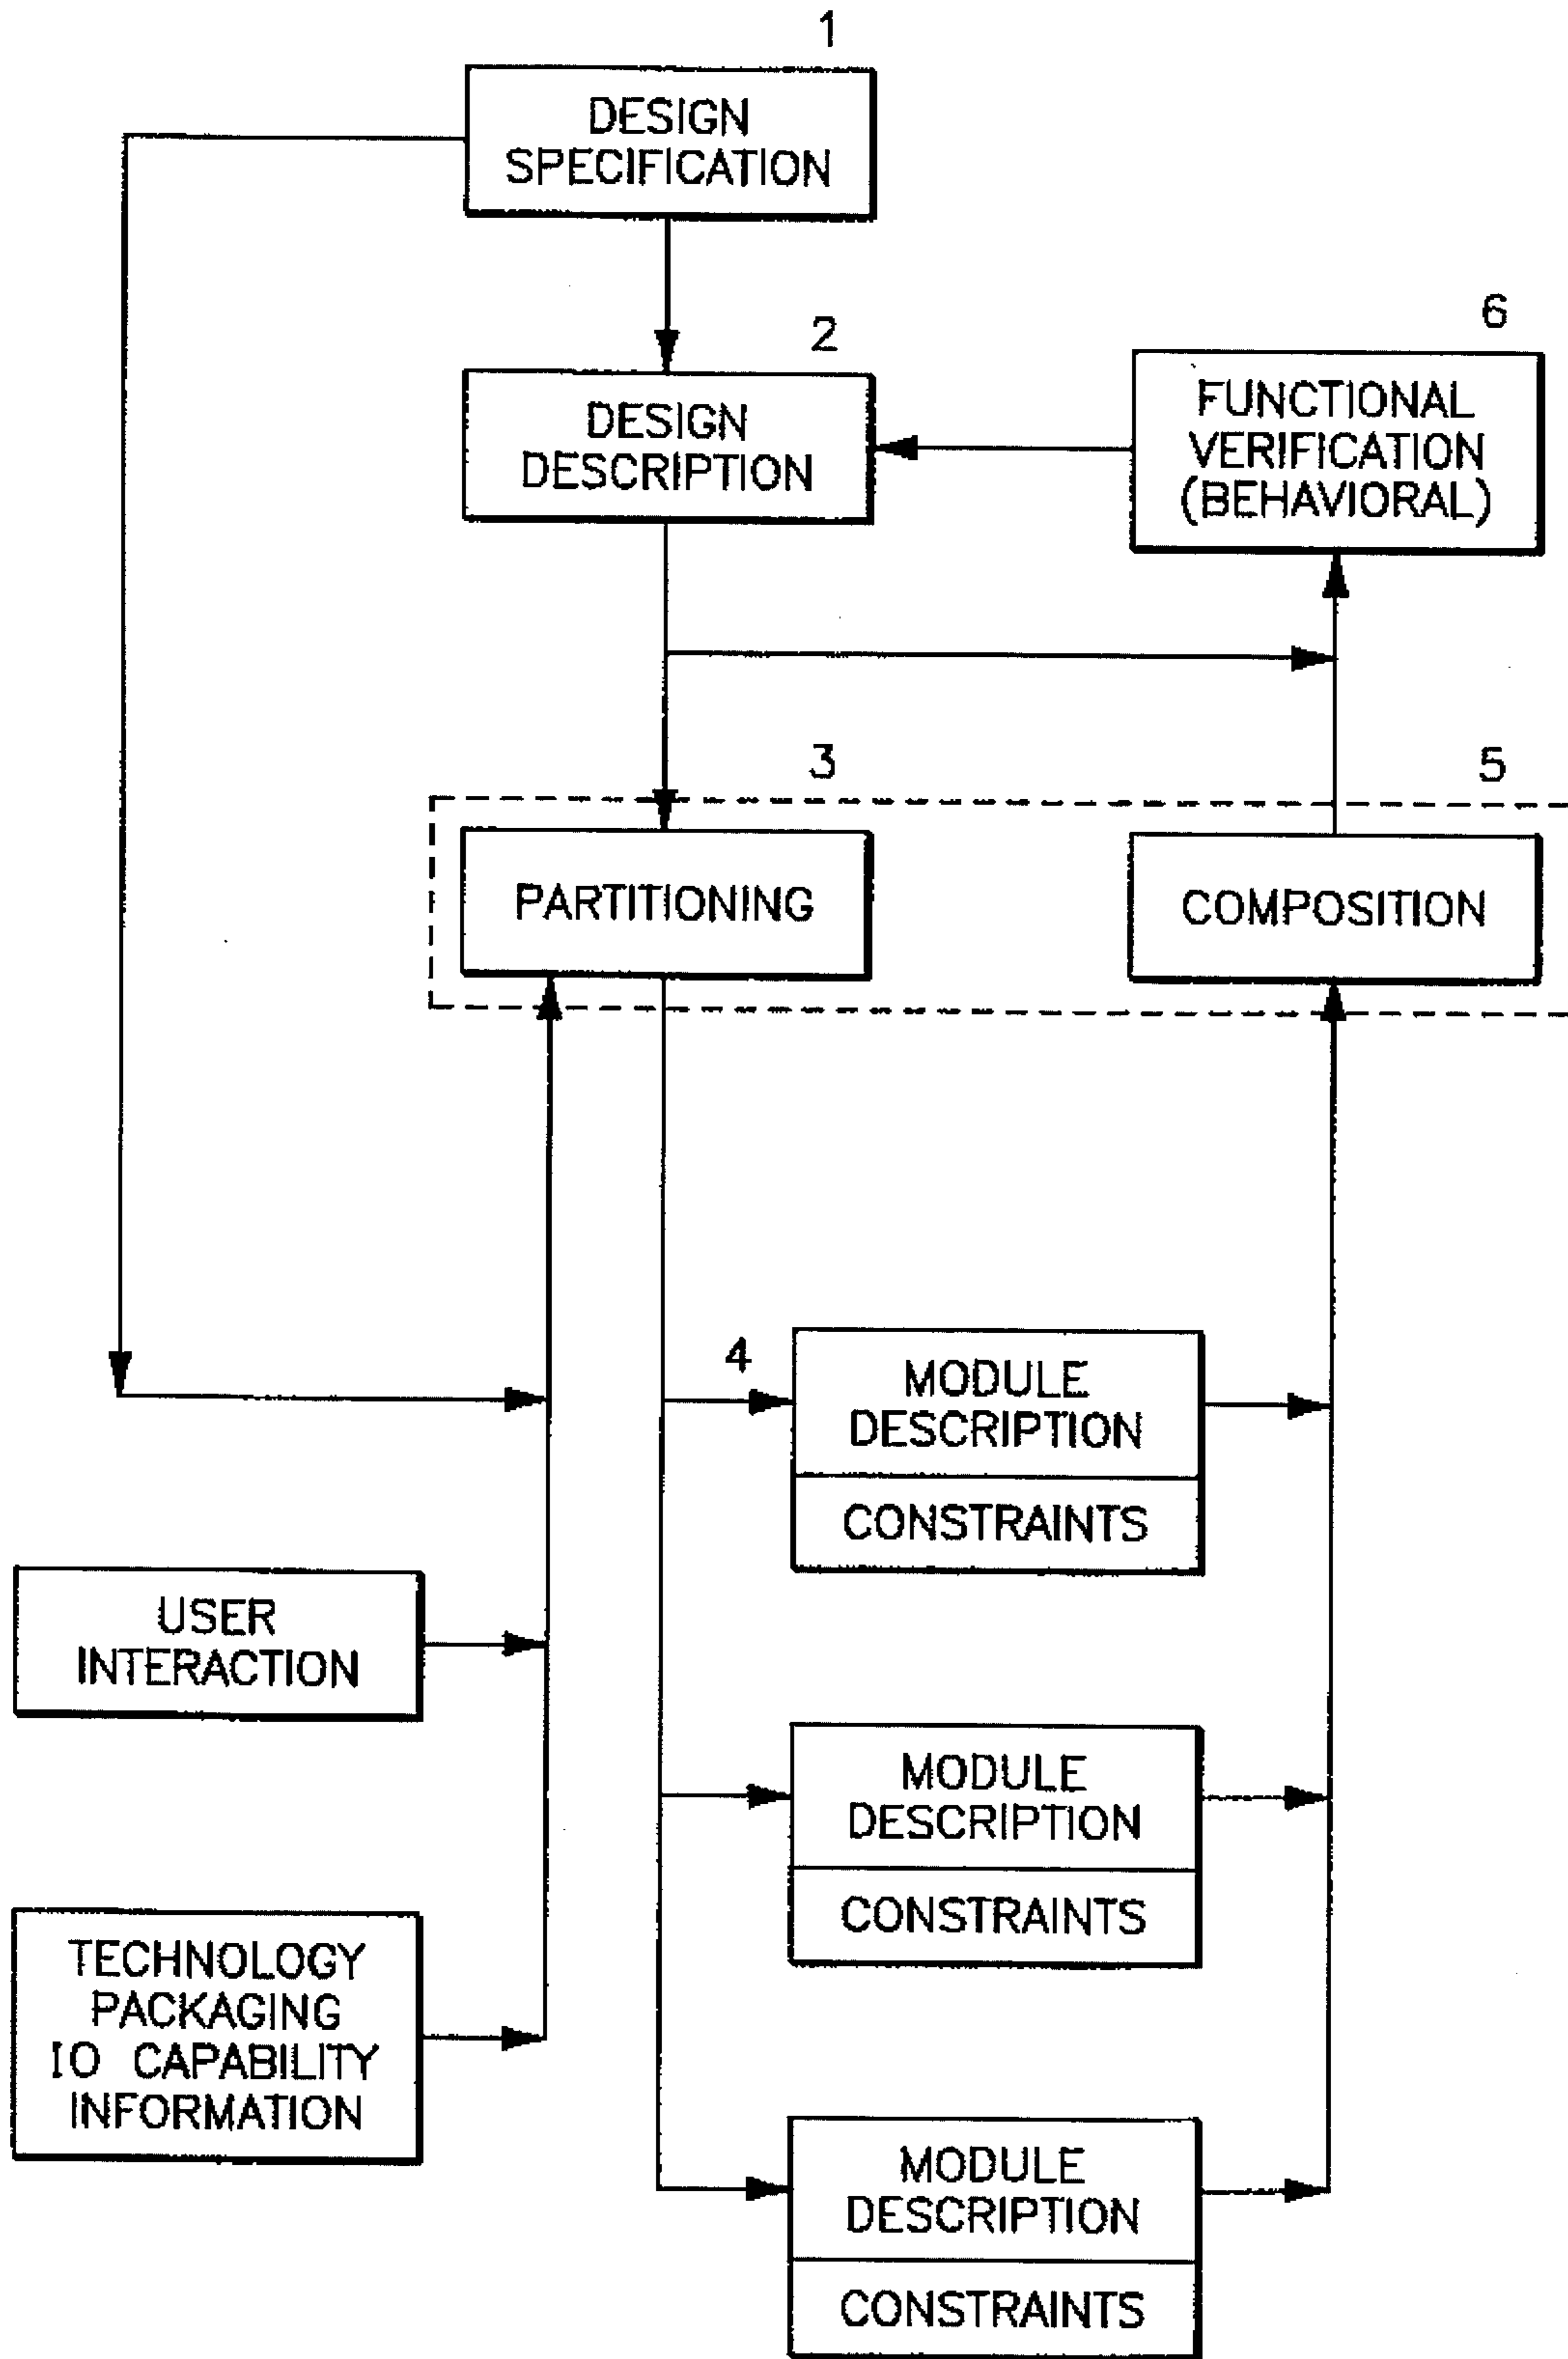 1
DESIGN
SPECIFICATION
2
DESIGN
DESCRIPTION
6
FUNCTIONAL
VERIFICATION
(BEHAVIORAL)
3
PARTITIONING
5
COMPOSITION
4
MODULE
DESCRIPTION
CONSTRAINTS
USER
INTERACTION
MODULE
DESCRIPTION
CONSTRAINTS
TECHNOLOGY
PACKAGING
IO CAPABILITY
INFORMATION
MODULE
DESCRIPTION
CONSTRAINTS